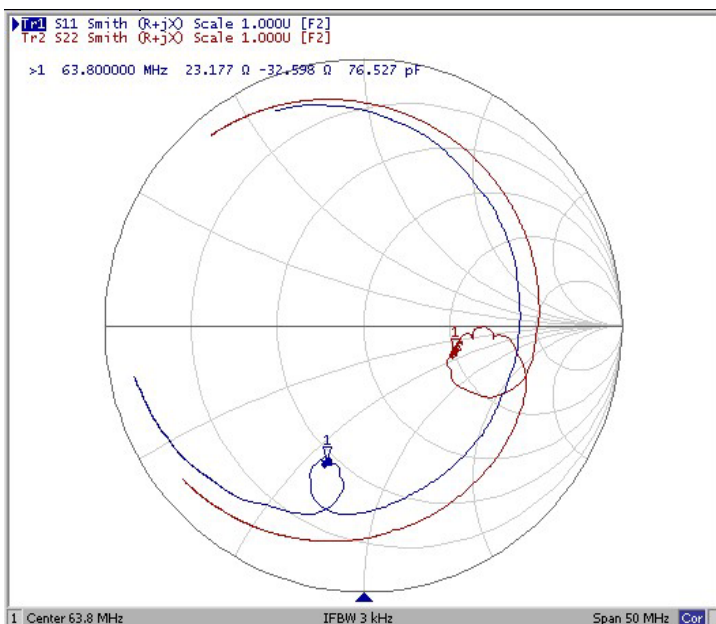 Tr1 S11 Smith (R+jX) Scale 1.000U [F2]
Tr2 S22 Smith (R+jX) Scale 1.000U [F2]
>1 63.800000 MHz 23.177 Ω -32.598 Ω 76.527 pF
1
1
1 Center 63.8 MHz IFBW 3 kHz Span 50 MHz Cor